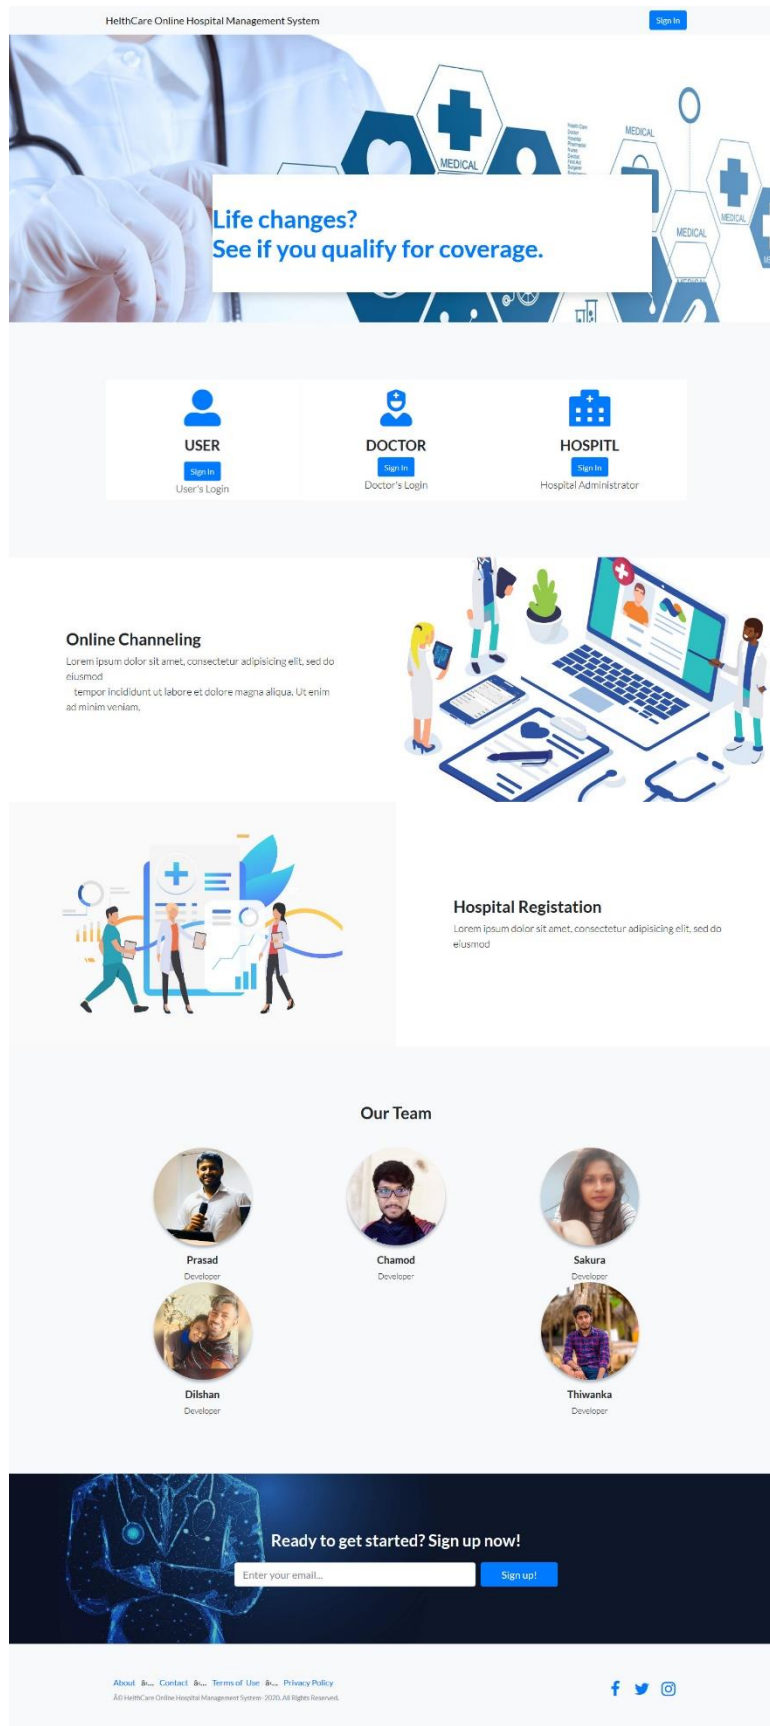 HelthCare Online Hospital Management System
Sign In
MEDICAL
MEDICAL
MEDICAL
MEDICAL
Life changes?
See if you qualify for coverage.
USER
Sign In
User's Login
DOCTOR
Sign In
Doctor's Login
HOSPITL
Sign In
Hospital Administrator
Online Channeling
Lorem ipsum dolor sit amet, consectetur adipisicing elit, sed do
eiusmod
tempor incididunt ut labore et dolore magna aliqua. Ut enim
ad minim veniam,
Hospital Registation
Lorem ipsum dolor sit amet, consectetur adipisicing elit, sed do
eiusmod
Our Team
Prasad
Developer
Chamod
Developer
Sakura
Developer
Dilshan
Developer
Thiwanka
Developer
Ready to get started? Sign up now!
Enter your email...
Sign up!
About â‹… Contact â‹… Terms of Use â‹… Privacy Policy
Â© HelthCare Online Hospital Management System- 2020. All Rights Reserved.